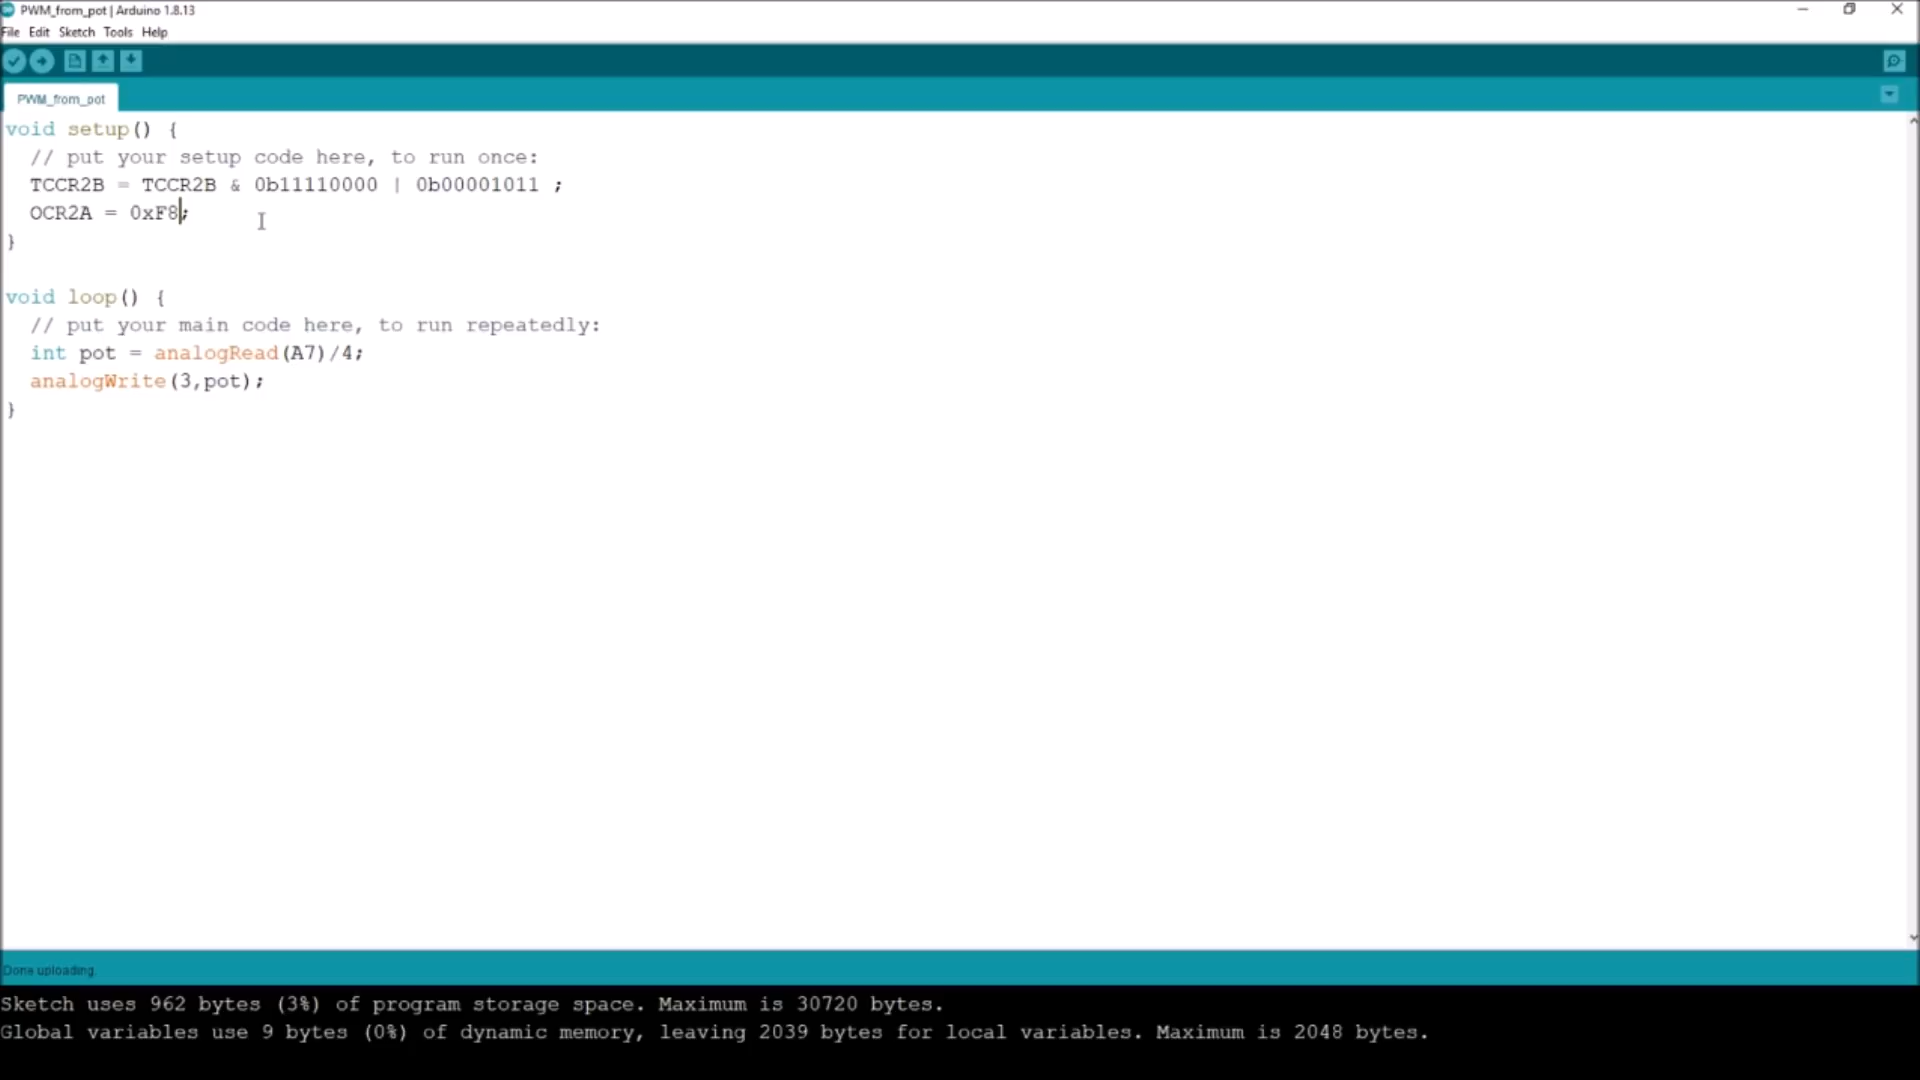 PWM_from_pot | Arduino 1.8.13
File Edit Sketch Tools Help
PWM_from_pot
void setup() {
  // put your setup code here, to run once:
  TCCR2B = TCCR2B & 0b11110000 | 0b00001011 ;
  OCR2A = 0xF8;
}
void loop() {
  // put your main code here, to run repeatedly:
  int pot = analogRead(A7)/4;
  analogWrite(3,pot);
}
Done uploading.
Sketch uses 962 bytes (3%) of program storage space. Maximum is 30720 bytes.
Global variables use 9 bytes (0%) of dynamic memory, leaving 2039 bytes for local variables. Maximum is 2048 bytes.